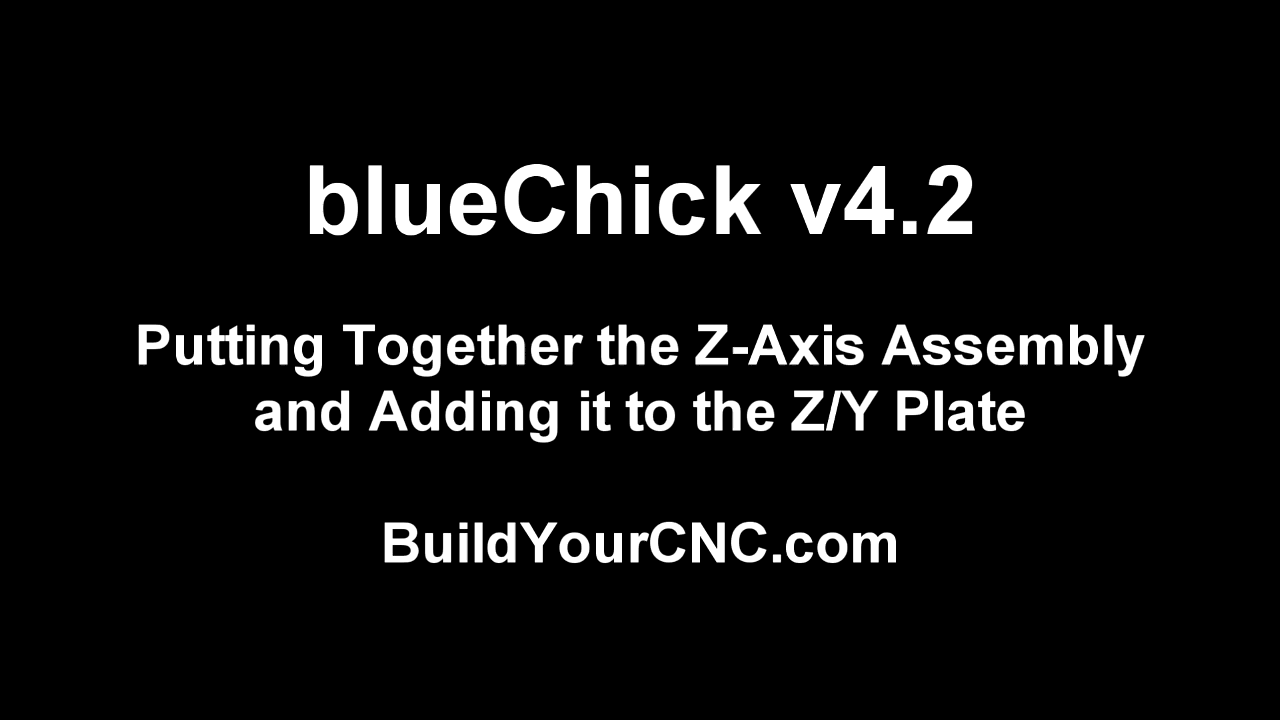 blueChick v4.2
Putting Together the Z-Axis Assembly
and Adding it to the Z/Y Plate
BuildYourCNC.com